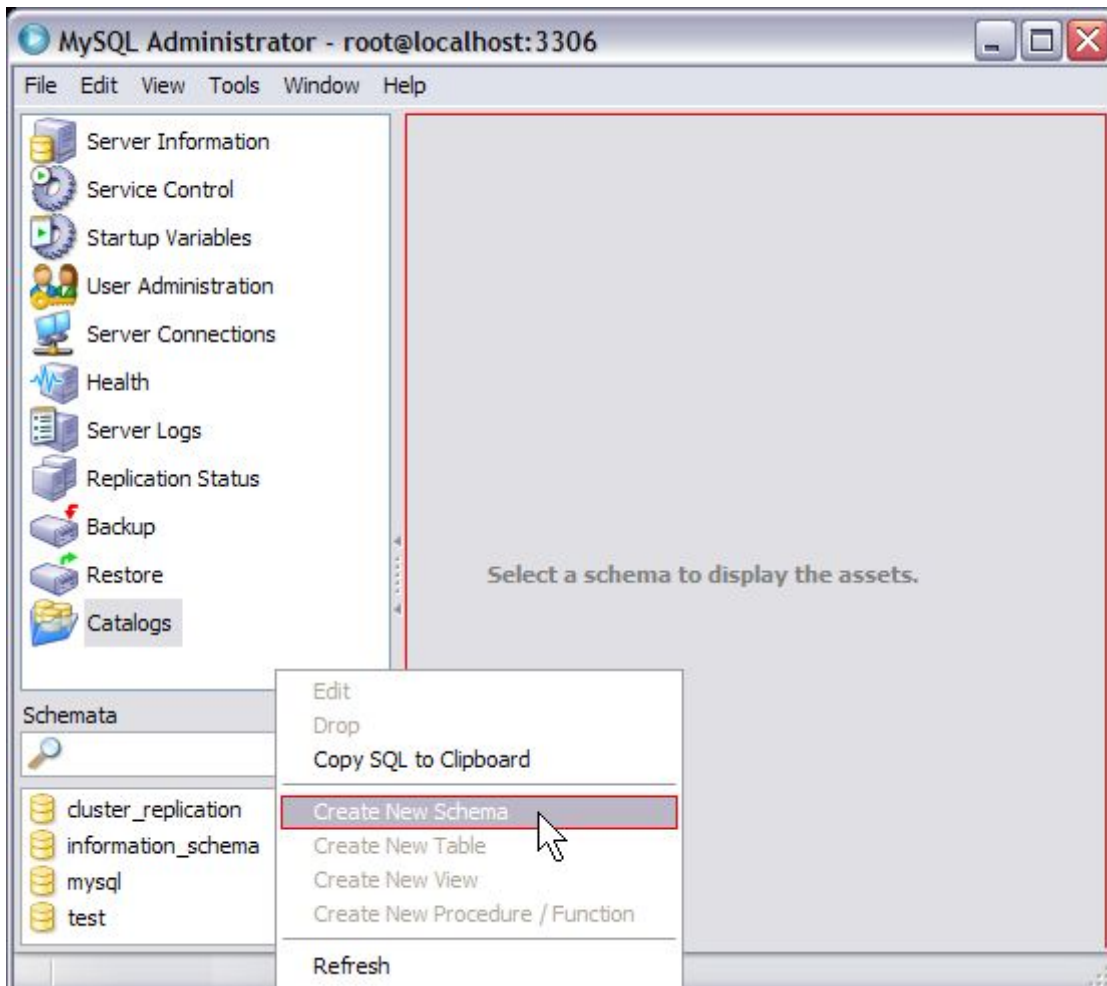 MySQL Administrator - root@localhost:3306
File Edit View Tools Window Help
Server Information
Service Control
Startup Variables
User Administration
Server Connections
Health
Server Logs
Replication Status
Backup
Restore
Catalogs
Select a schema to display the assets.
Schemata
cluster_replication
information_schema
mysql
test
Edit
Drop
Copy SQL to Clipboard
Create New Schema
Create New Table
Create New View
Create New Procedure / Function
Refresh